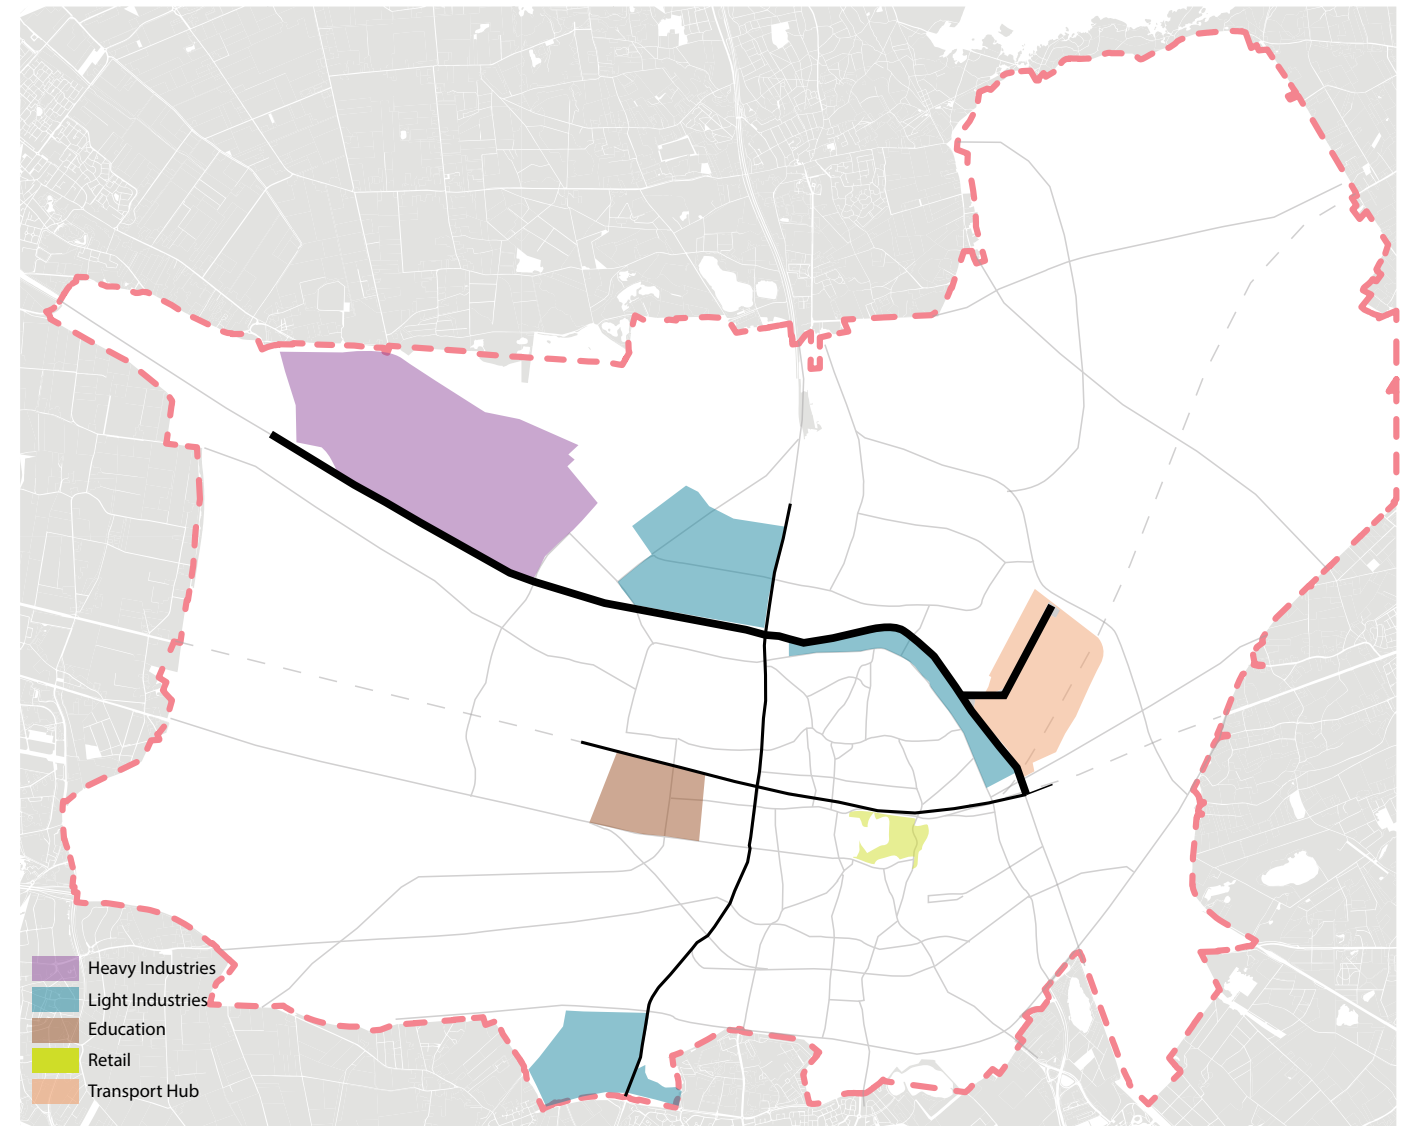 Heavy Industries
Light Industries
Education
Retail
Transport Hub